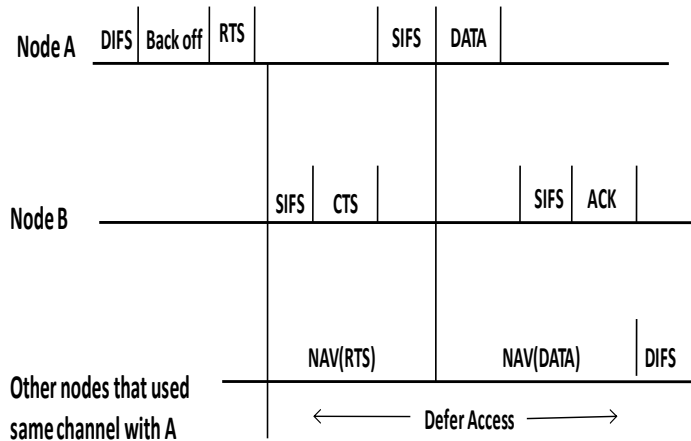 Node A DIFS Back off RTS SIFS DATA
Node B SIFS CTS SIFS ACK
NAV(RTS) NAV(DATA) DIFS
Other nodes that used
same channel with A
Defer Access